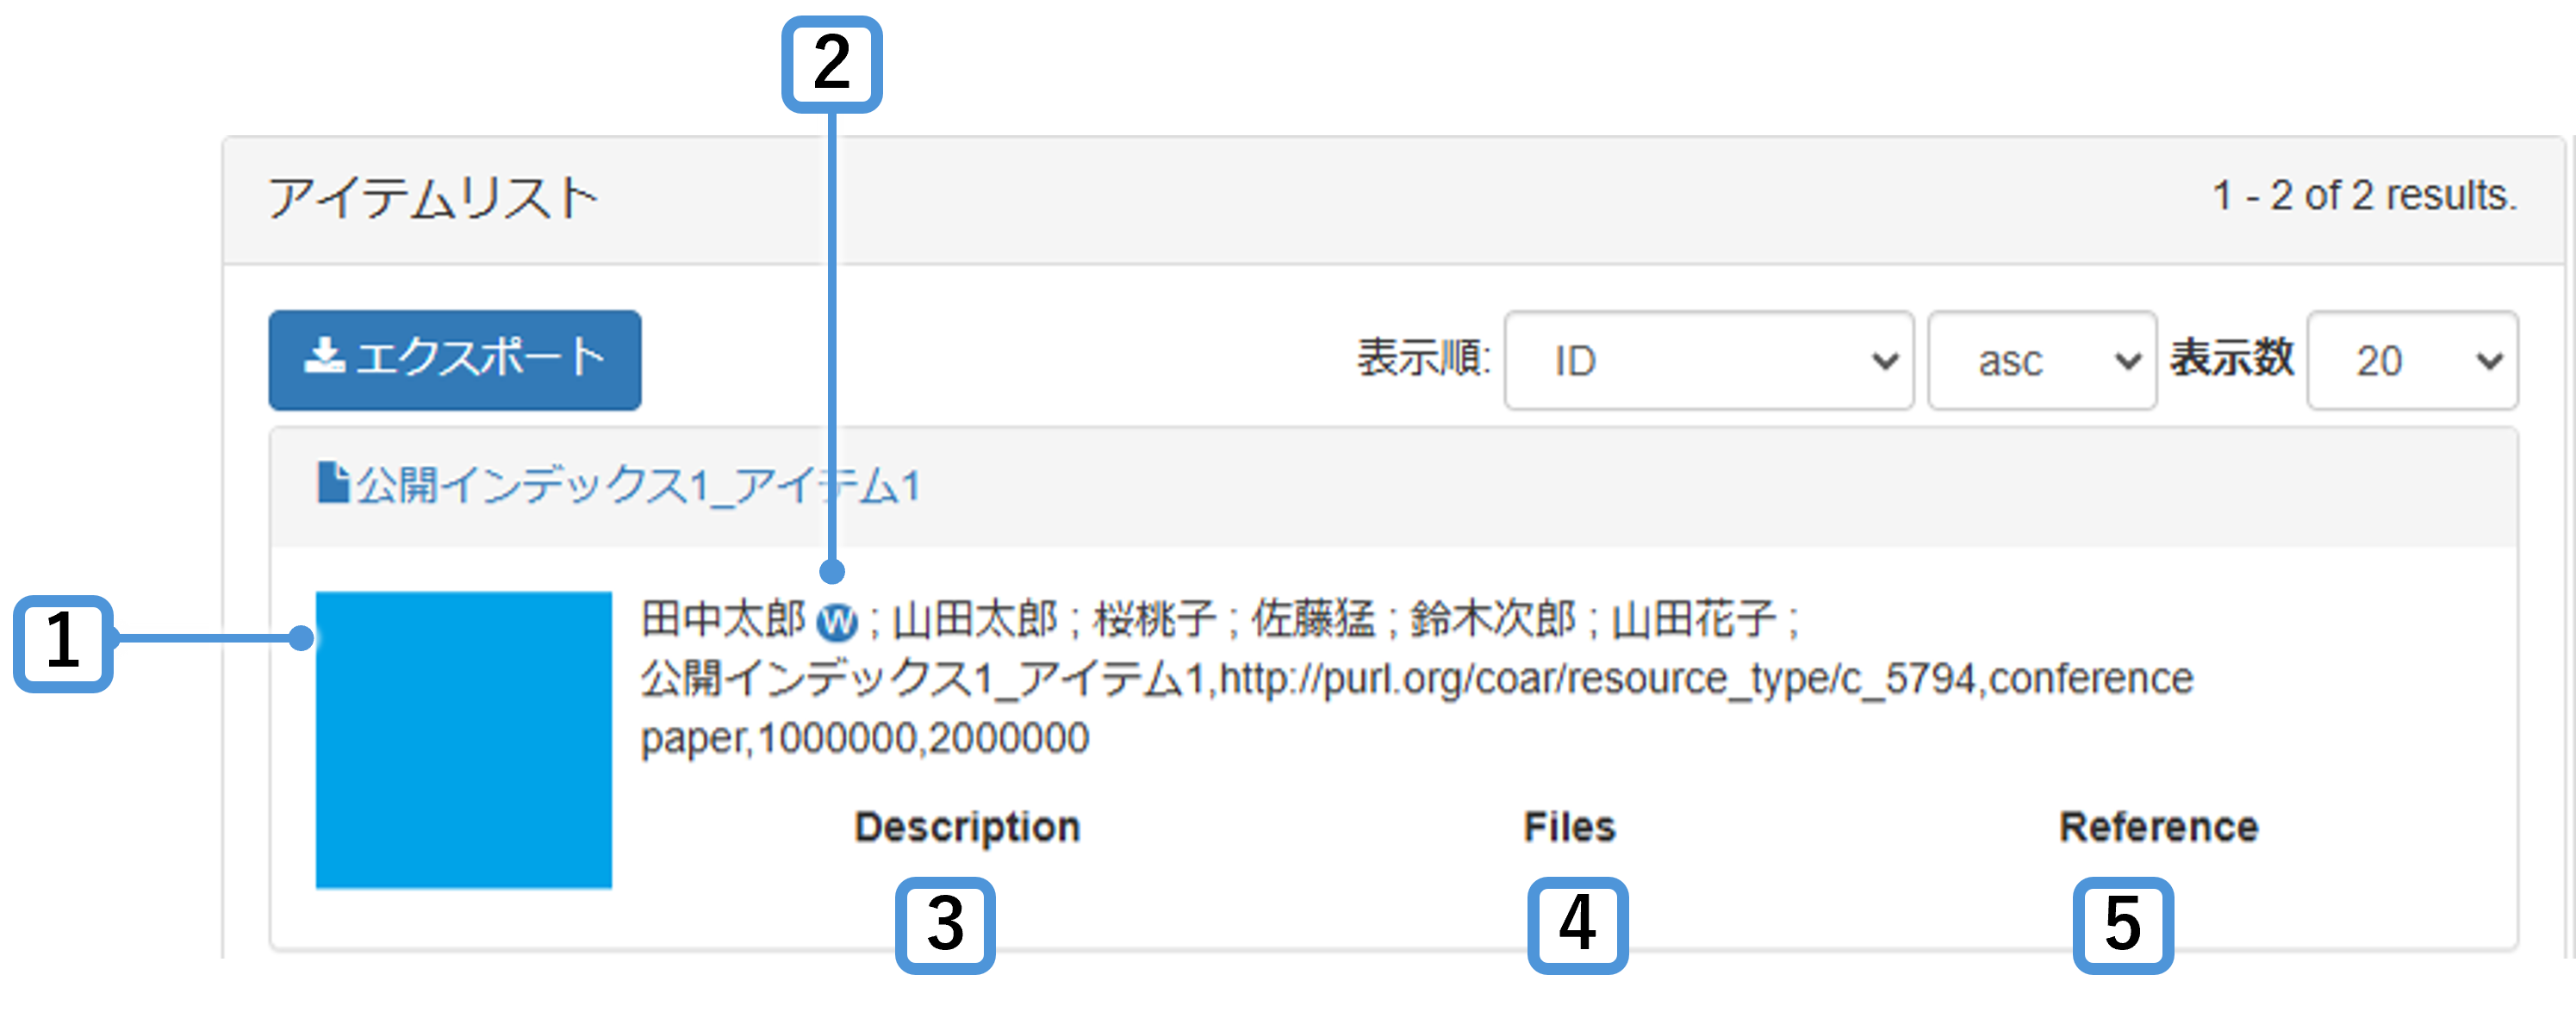 2
アイテムリスト 1 - 2 of 2 results.
エクスポート 表示順: ID asc 表示数 20
公開インデックス1_アイテム1
1
田中太郎 W ; 山田太郎 ; 桜桃子 ; 佐藤猛 ; 鈴木次郎 ; 山田花子 ;
公開インデックス1_アイテム1,http://purl.org/coar/resource_type/c_5794,conference
paper,1000000,2000000
Description Files Reference
3 4 5